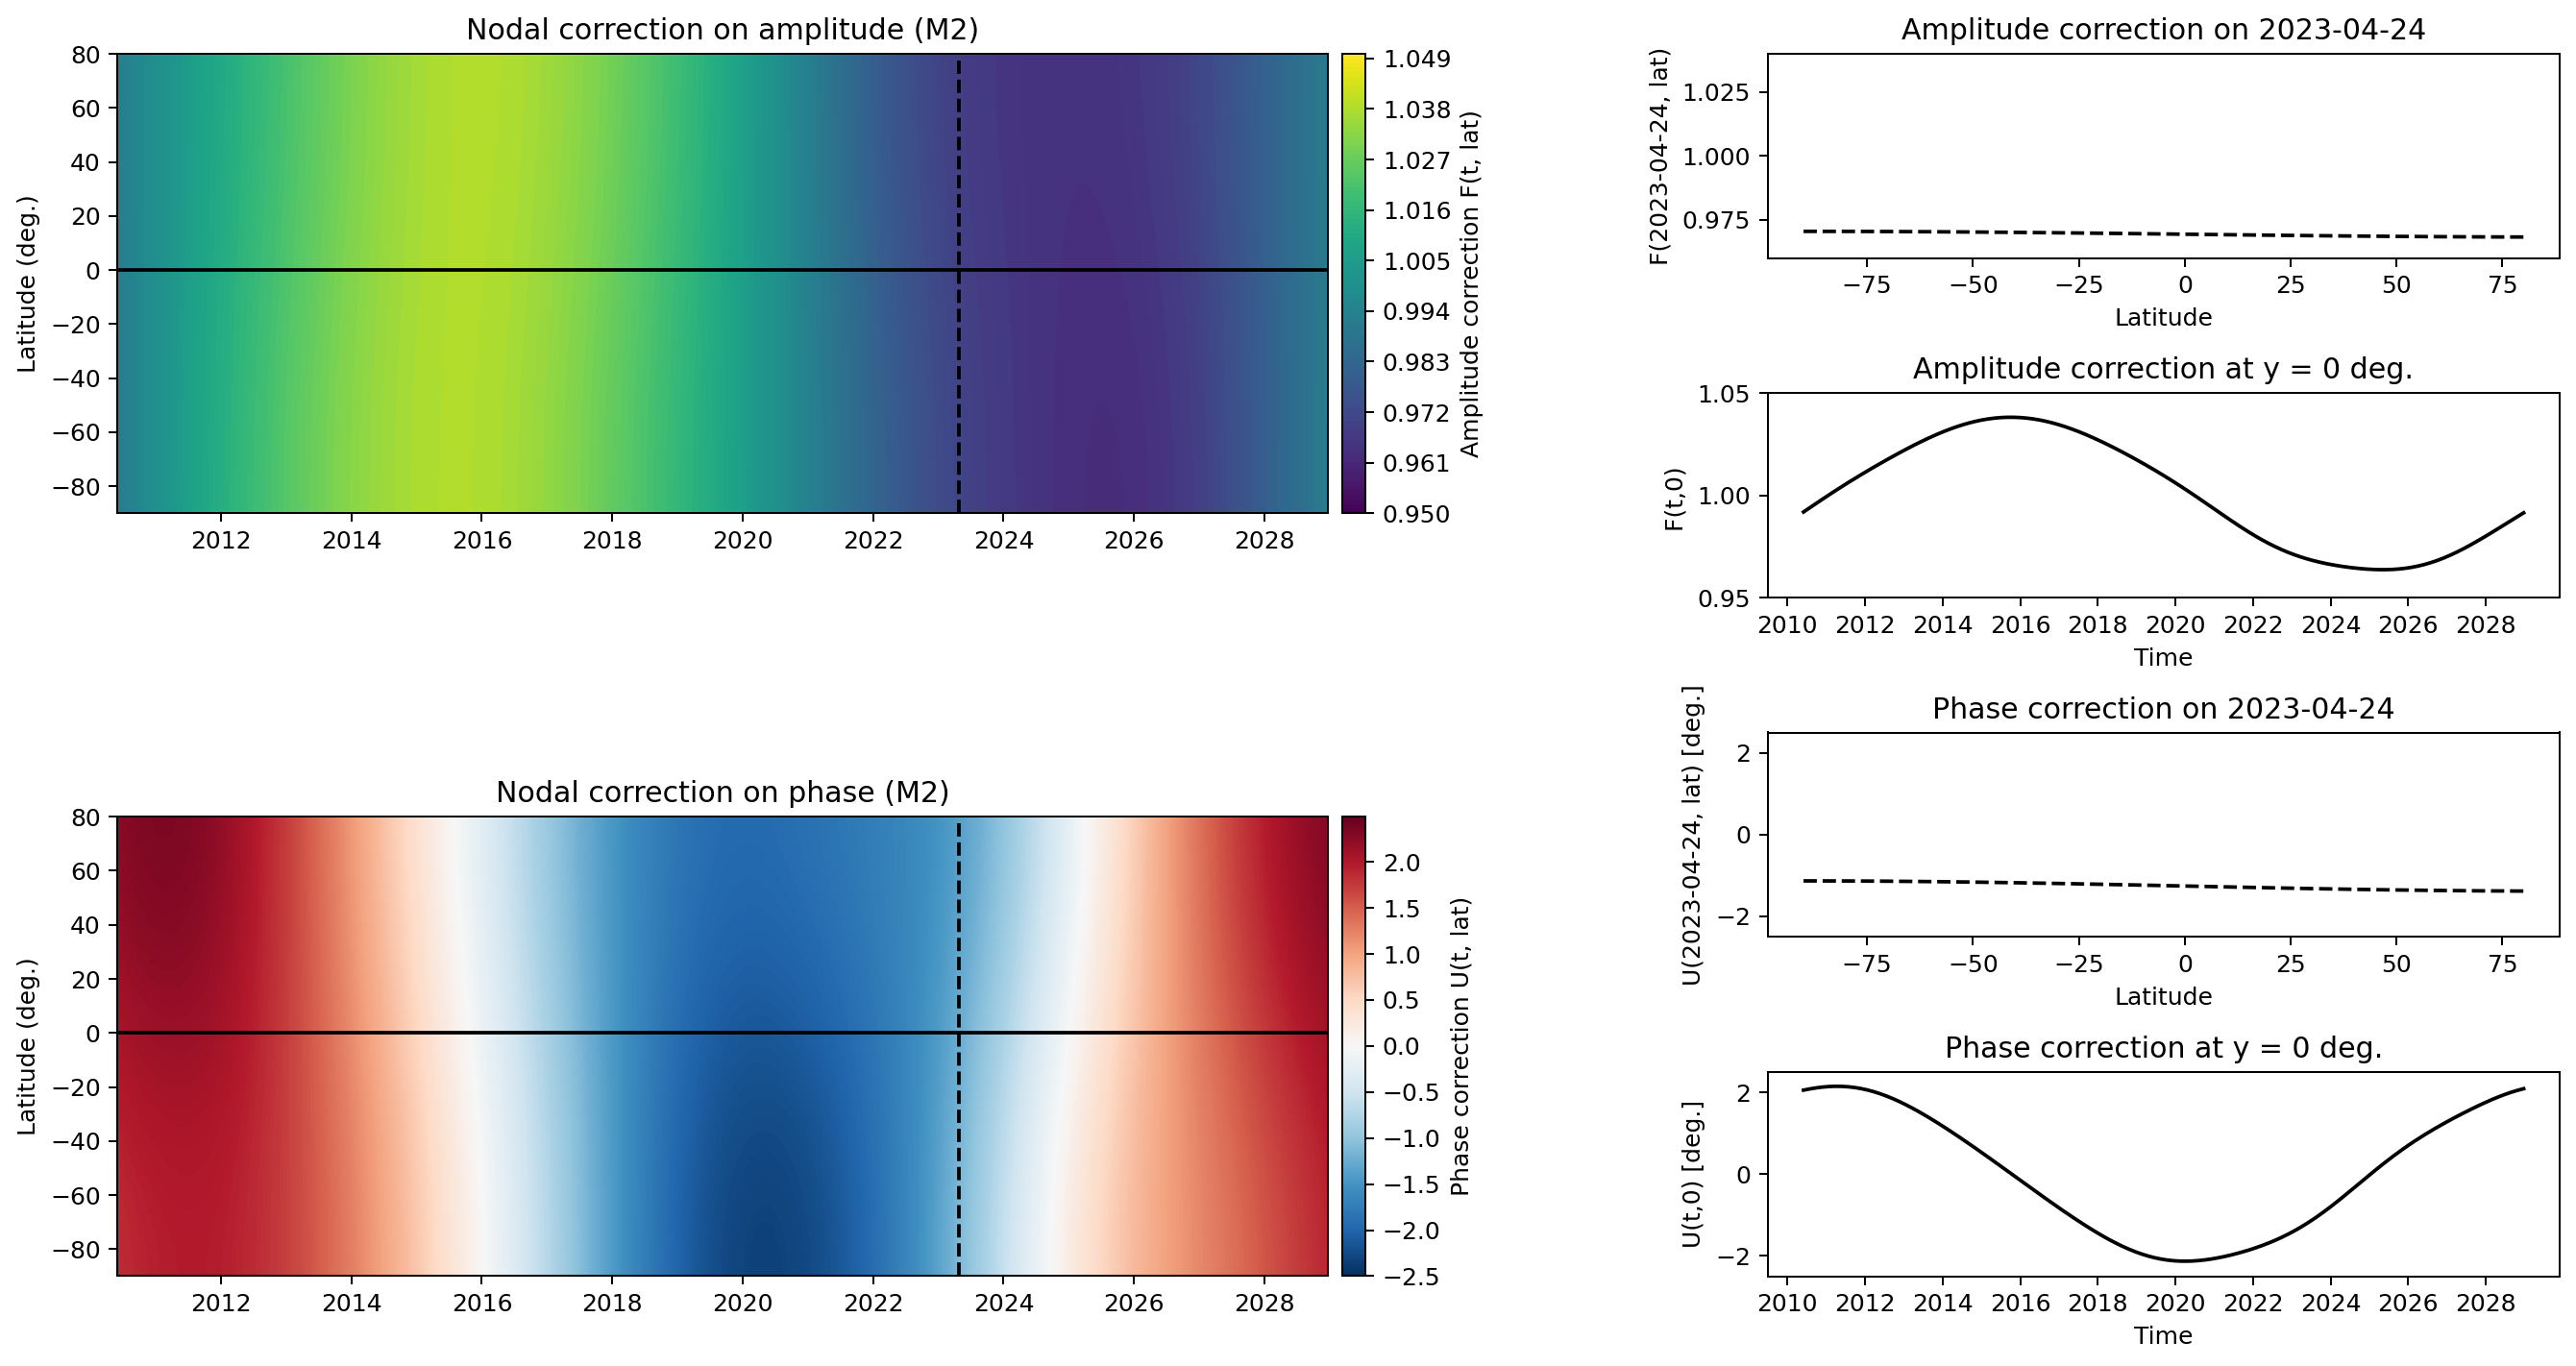 Nodal correction on amplitude (M2)
80
60
40
20
0
−20
−40
−60
−80
Latitude (deg.)
2012 2014 2016 2018 2020 2022 2024 2026 2028
1.049
1.038
1.027
1.016
1.005
0.994
0.983
0.972
0.961
0.950
Amplitude correction F(t, lat)
Amplitude correction on 2023-04-24
F(2023-04-24, lat)
1.025
1.000
0.975
−75 −50 −25 0 25 50 75
Latitude
Amplitude correction at y = 0 deg.
F(t,0)
1.05
1.00
0.95
2010 2012 2014 2016 2018 2020 2022 2024 2026 2028
Time
Nodal correction on phase (M2)
80
60
40
20
0
−20
−40
−60
−80
Latitude (deg.)
2012 2014 2016 2018 2020 2022 2024 2026 2028
2.0
1.5
1.0
0.5
0.0
−0.5
−1.0
−1.5
−2.0
−2.5
Phase correction U(t, lat)
Phase correction on 2023-04-24
U(2023-04-24, lat) [deg.]
2
0
−2
−75 −50 −25 0 25 50 75
Latitude
Phase correction at y = 0 deg.
U(t,0) [deg.]
2
0
−2
2010 2012 2014 2016 2018 2020 2022 2024 2026 2028
Time